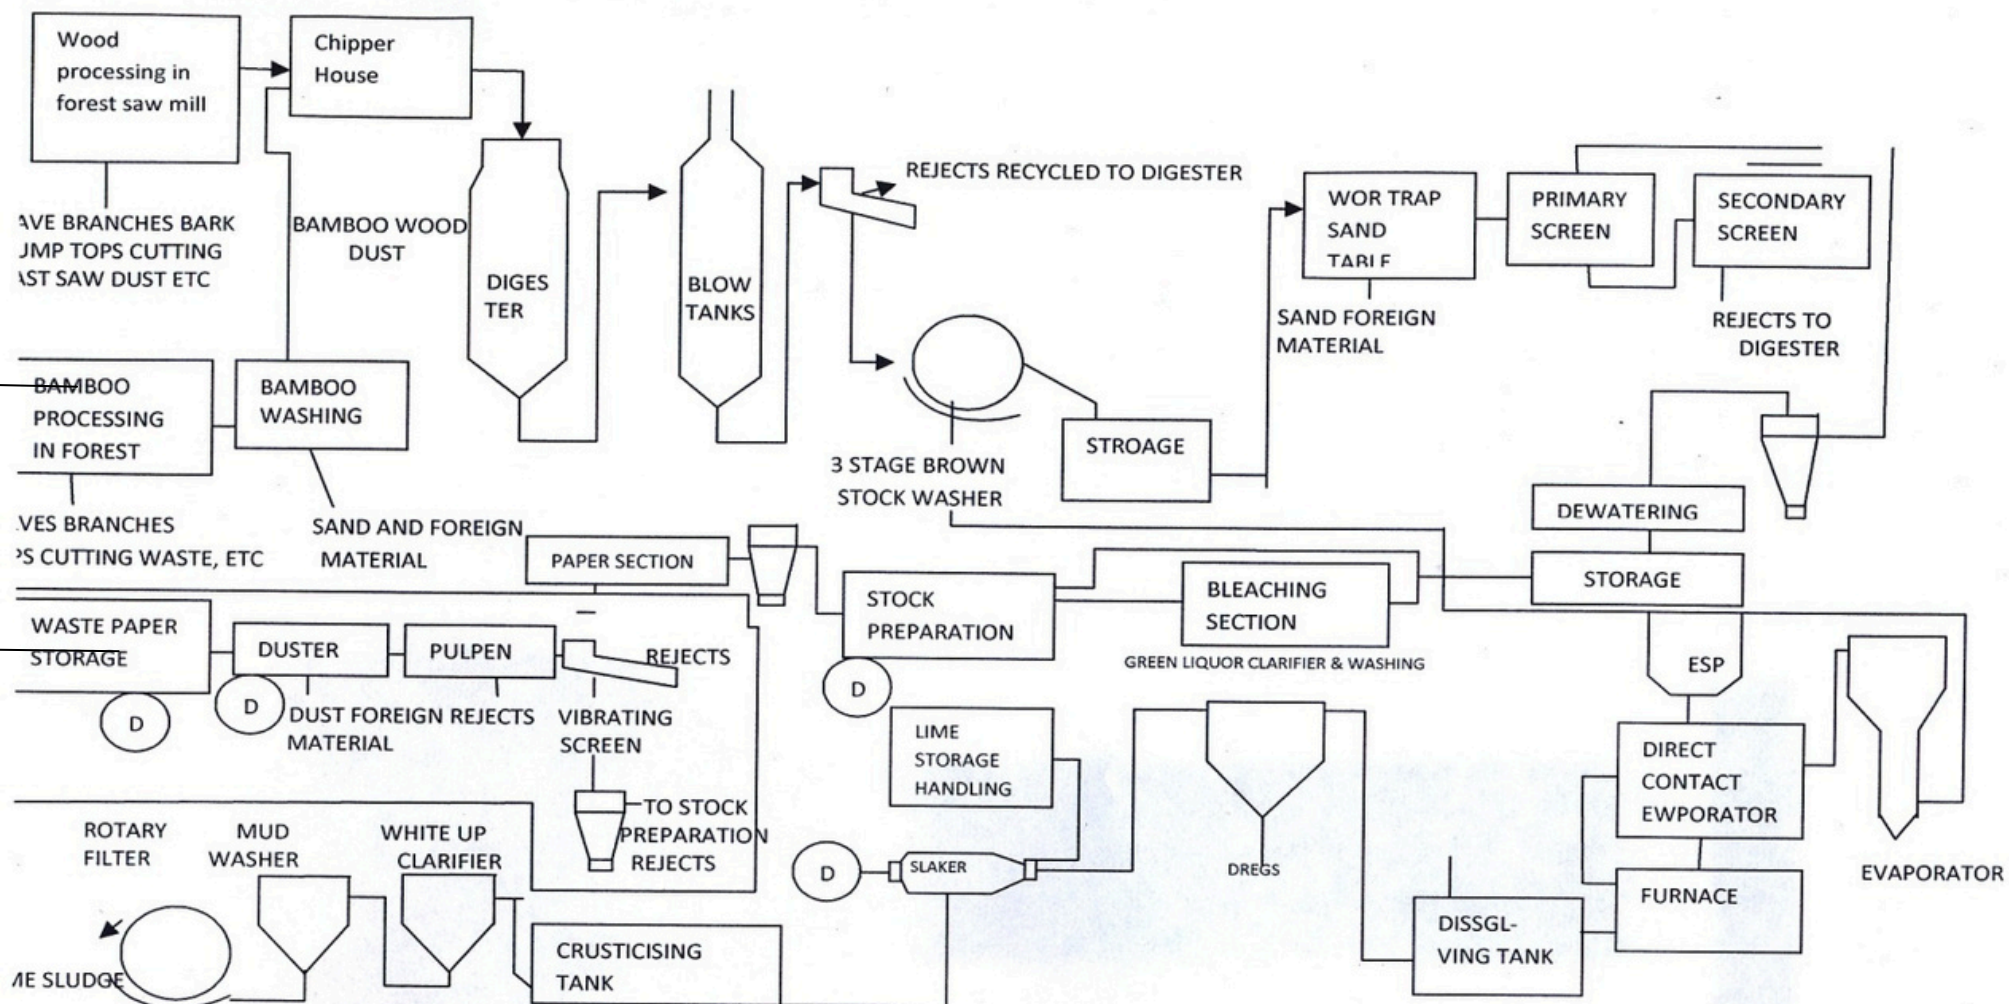 Wood
processing in
forest saw mill
Chipper
House
AVE BRANCHES BARK
UMP TOPS CUTTING
AST SAW DUST ETC
BAMBOO WOOD
DUST
DIGES
TER
BLOW
TANKS
REJECTS RECYCLED TO DIGESTER
WOR TRAP
SAND
TABLE
PRIMARY
SCREEN
SECONDARY
SCREEN
SAND FOREIGN
MATERIAL
REJECTS TO
DIGESTER
BAMBOO
PROCESSING
IN FOREST
BAMBOO
WASHING
3 STAGE BROWN
STOCK WASHER
STROAGE
DEWATERING
STORAGE
VES BRANCHES
PS CUTTING WASTE, ETC
SAND AND FOREIGN
MATERIAL
PAPER SECTION
STOCK
PREPARATION
D
BLEACHING
SECTION
GREEN LIQUOR CLARIFIER & WASHING
ESP
WASTE PAPER
STORAGE
D
DUSTER
D
PULPEN
REJECTS
DUST FOREIGN REJECTS
MATERIAL
VIBRATING
SCREEN
TO STOCK
PREPARATION
REJECTS
LIME
STORAGE
HANDLING
DIRECT
CONTACT
EWPORATOR
EVAPORATOR
ROTARY
FILTER
MUD
WASHER
WHITE UP
CLARIFIER
D
SLAKER
DREGS
FURNACE
DISSGL-
VING TANK
CRUSTICISING
TANK
ME SLUDGE